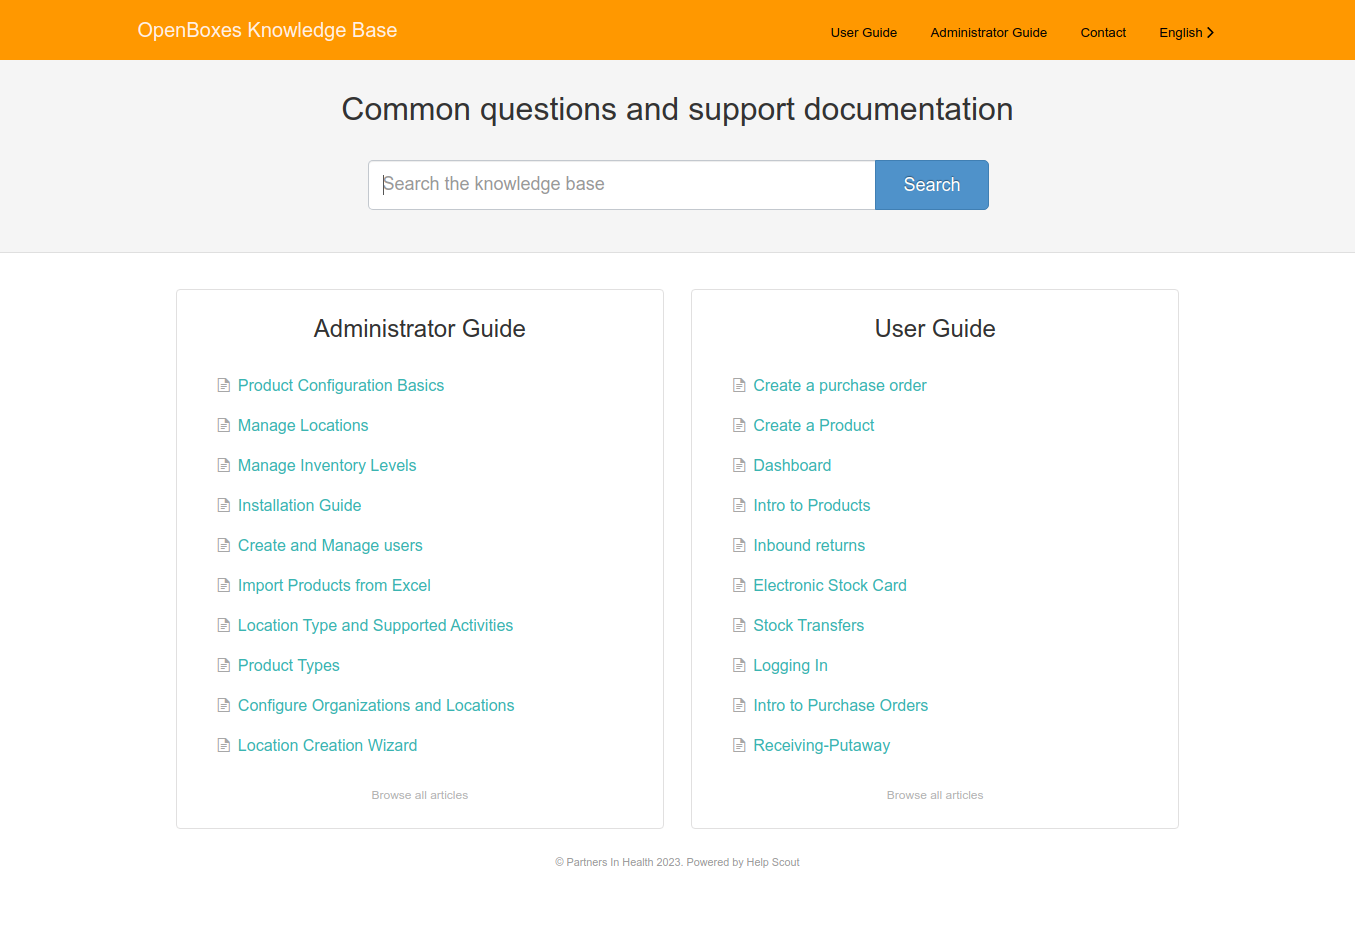 OpenBoxes Knowledge Base
User Guide
Administrator Guide
Contact
English
Common questions and support documentation
Search the knowledge base
Search
Administrator Guide
Product Configuration Basics
Manage Locations
Manage Inventory Levels
Installation Guide
Create and Manage users
Import Products from Excel
Location Type and Supported Activities
Product Types
Configure Organizations and Locations
Location Creation Wizard
Browse all articles
User Guide
Create a purchase order
Create a Product
Dashboard
Intro to Products
Inbound returns
Electronic Stock Card
Stock Transfers
Logging In
Intro to Purchase Orders
Receiving-Putaway
Browse all articles
© Partners In Health 2023. Powered by Help Scout